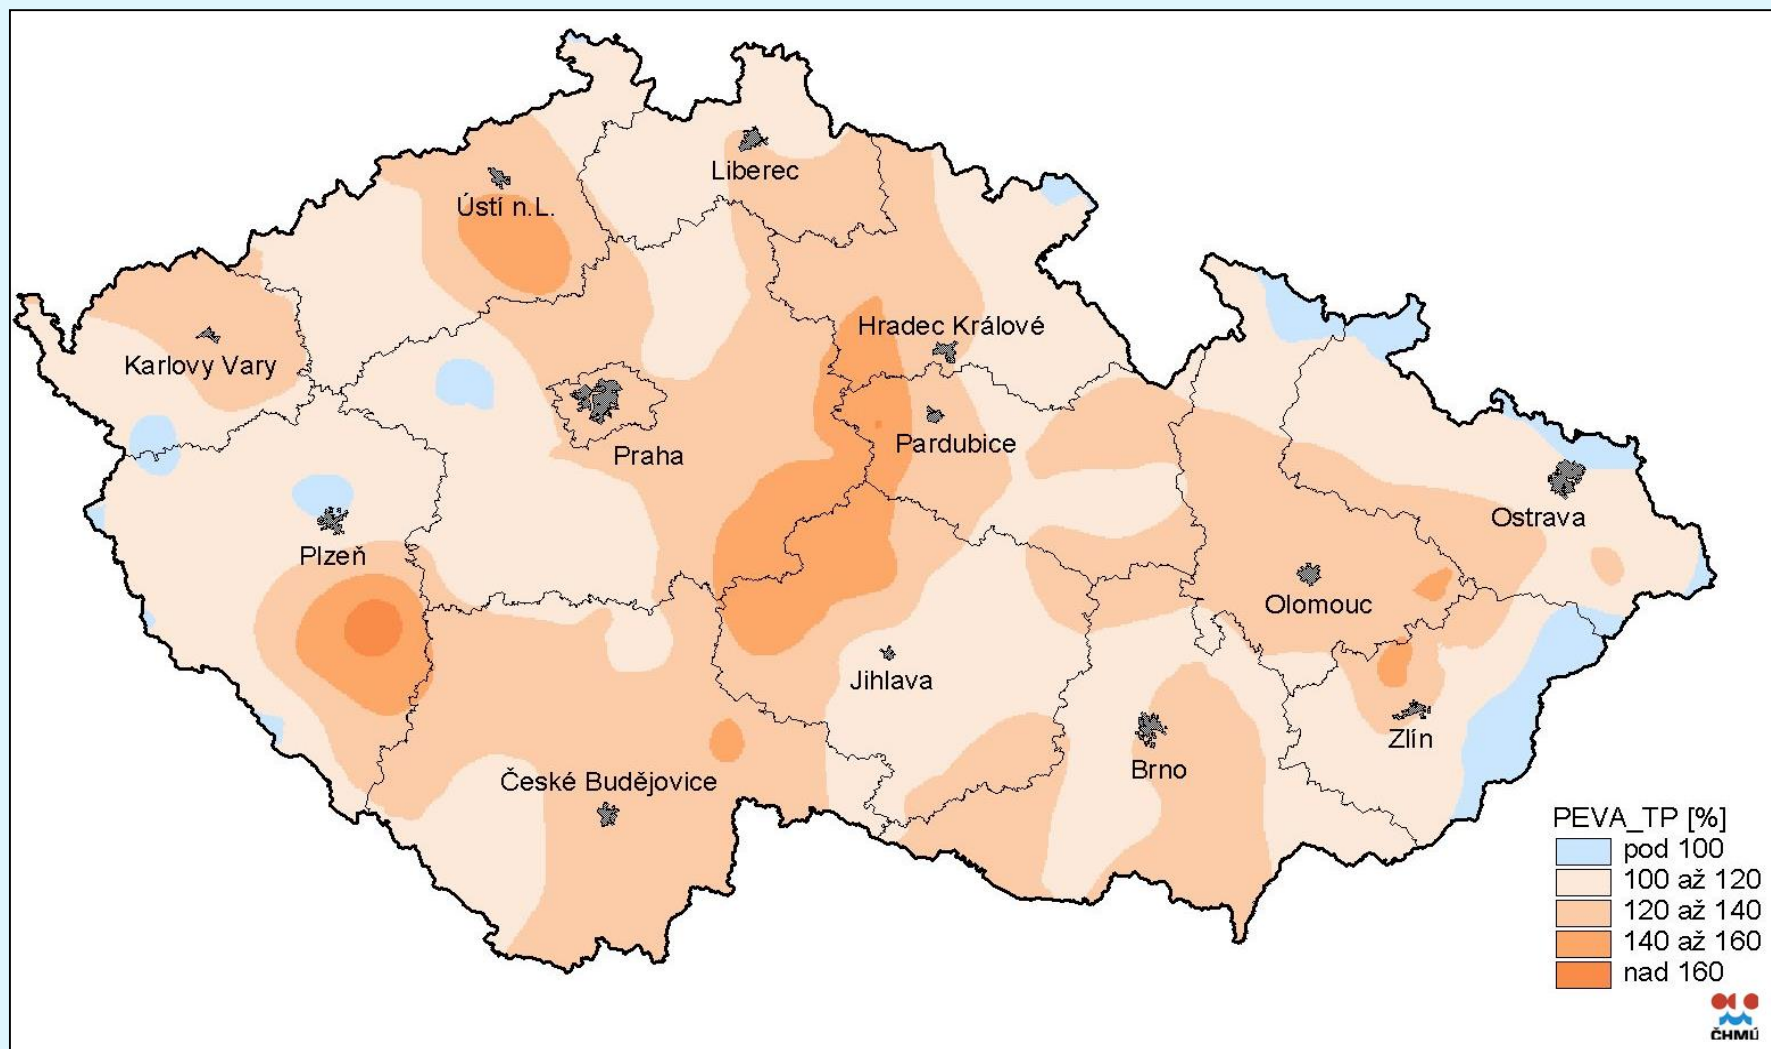 Liberec
Ústí n.L.
Hradec Králové
Karlovy Vary
Pardubice
Praha
Ostrava
Plzeň
Olomouc
Jihlava
Zlín
Brno
České Budějovice
PEVA_TP [%]
pod 100
100 až 120
120 až 140
140 až 160
nad 160
ČHMÚ